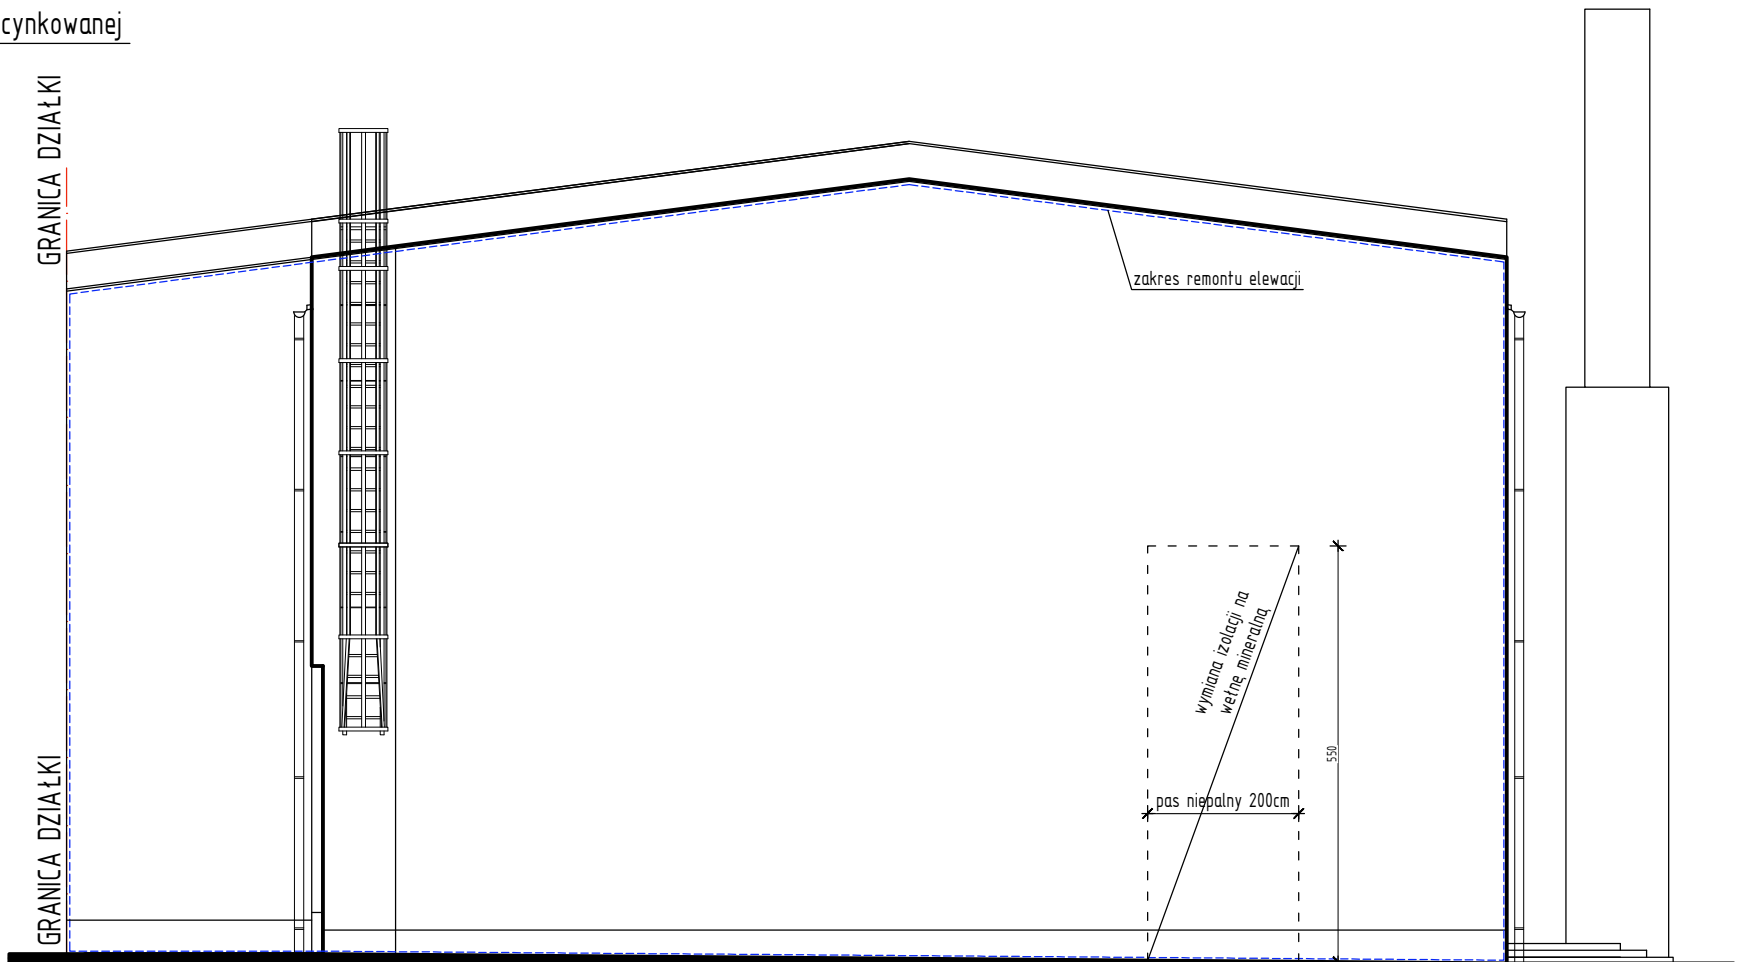 cynkowanej
GRANICA DZIAŁKI
zakres remontu elewacji
wymiana izolacji na
wełnę mineralną
550
pas niepalny 200cm
GRANICA DZIAŁKI